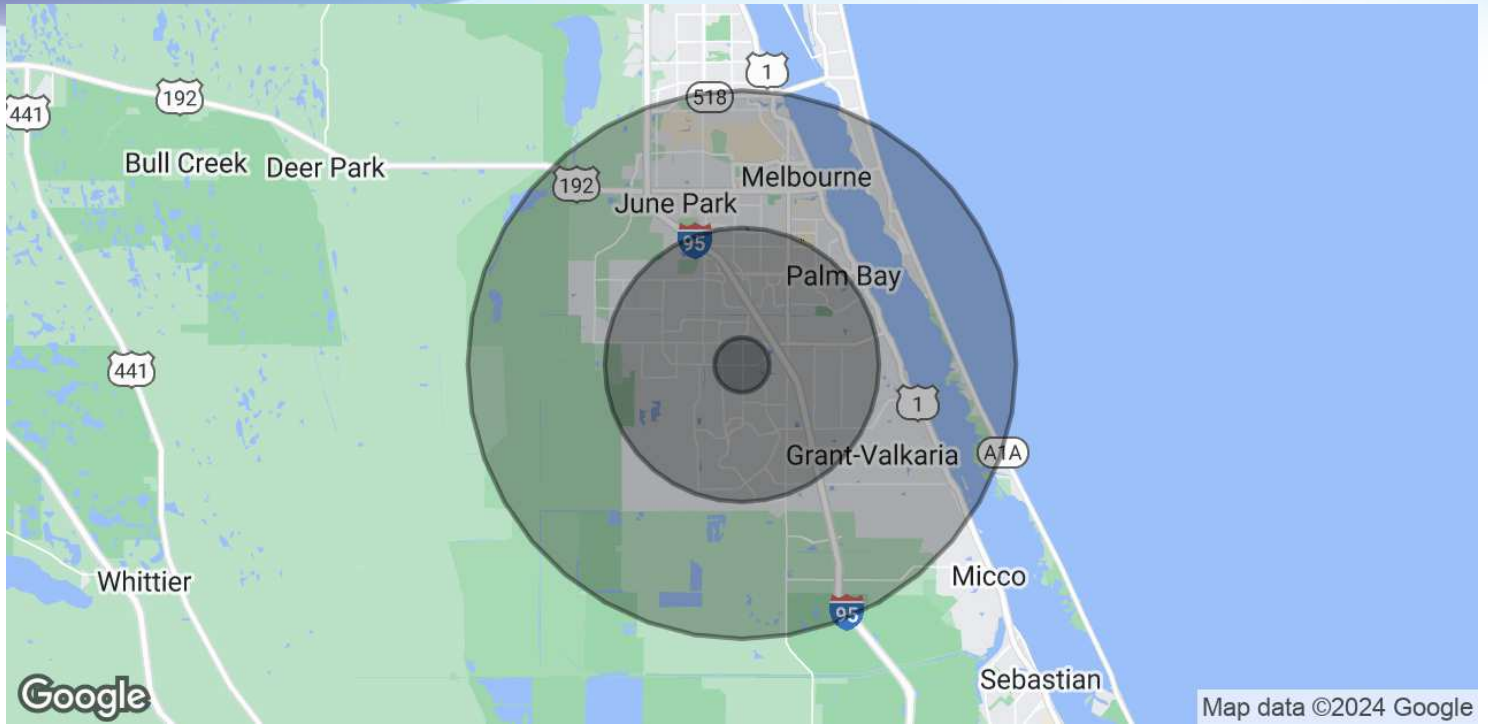 1
518
192
441
Bull Creek
Deer Park
Melbourne
192
June Park
95
Palm Bay
441
1
Grant-Valkaria
A1A
Whittier
Micco
95
Sebastian
Google
Map data ©2024 Google